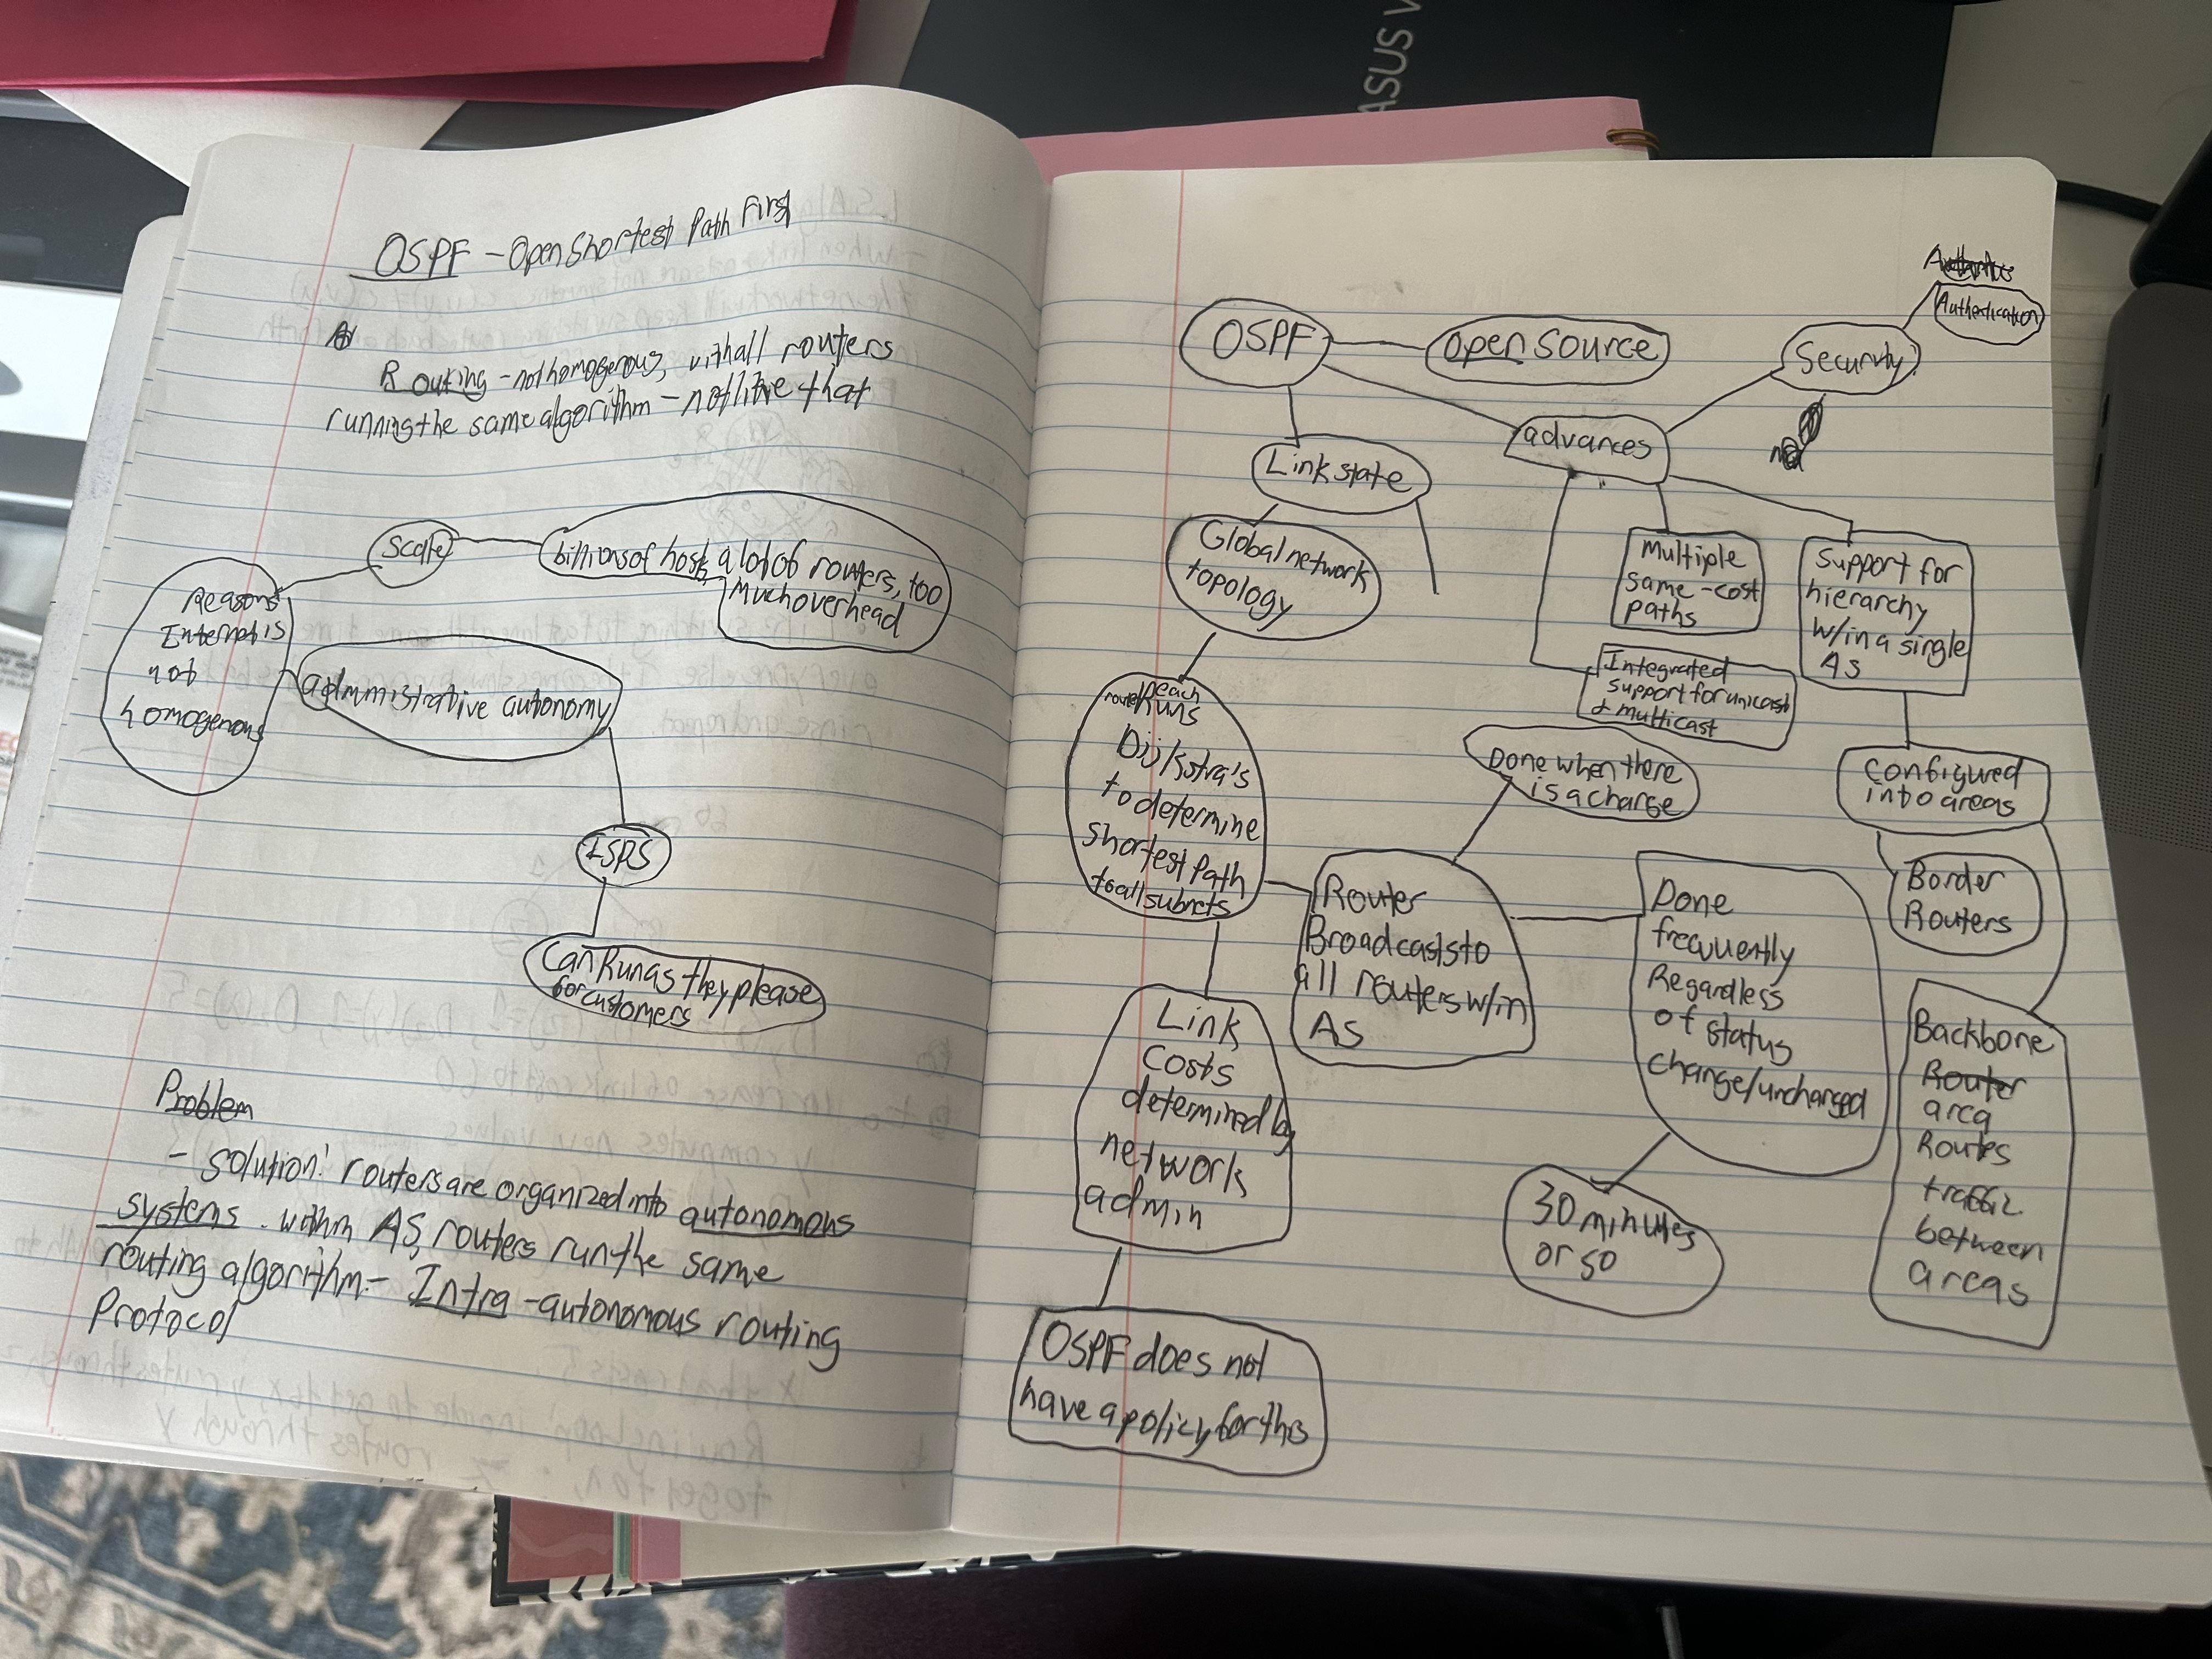 ASUS V
OSPF - Open Shortest Path First
Routing - not homogenous, with all routers
running the same algorithm - not like that
Reasons
Internet is
not
homogenous
Scale
billions of hosts, a lot of routers, too
much overhead
administrative autonomy
ISPS
Can Run as they please
for customers
Problem
- solution: routers are organized into autonomous
systems. within AS, routers run the same
routing algorithm - Intra-autonomous routing
Protocol
OSPF
Open Source
advances
Security
Authentication
Link state
Global network
topology
Multiple
same-cost
paths
Support for
hierarchy
w/in a single
AS
Integrated
support for unicast
& multicast
each
router Runs
Dijkstra's
to determine
shortest path
to all subnets
Done when there
is a change
configured
into areas
Border
Routers
Router
Broadcasts to
all routers w/in
AS
Done
frequently
Regardless
of status
change/unchanged
30 minutes
or so
Backbone
Router
area
Routes
traffic
between
areas
Link
Costs
determined by
network
admin
OSPF does not
have a policy for this